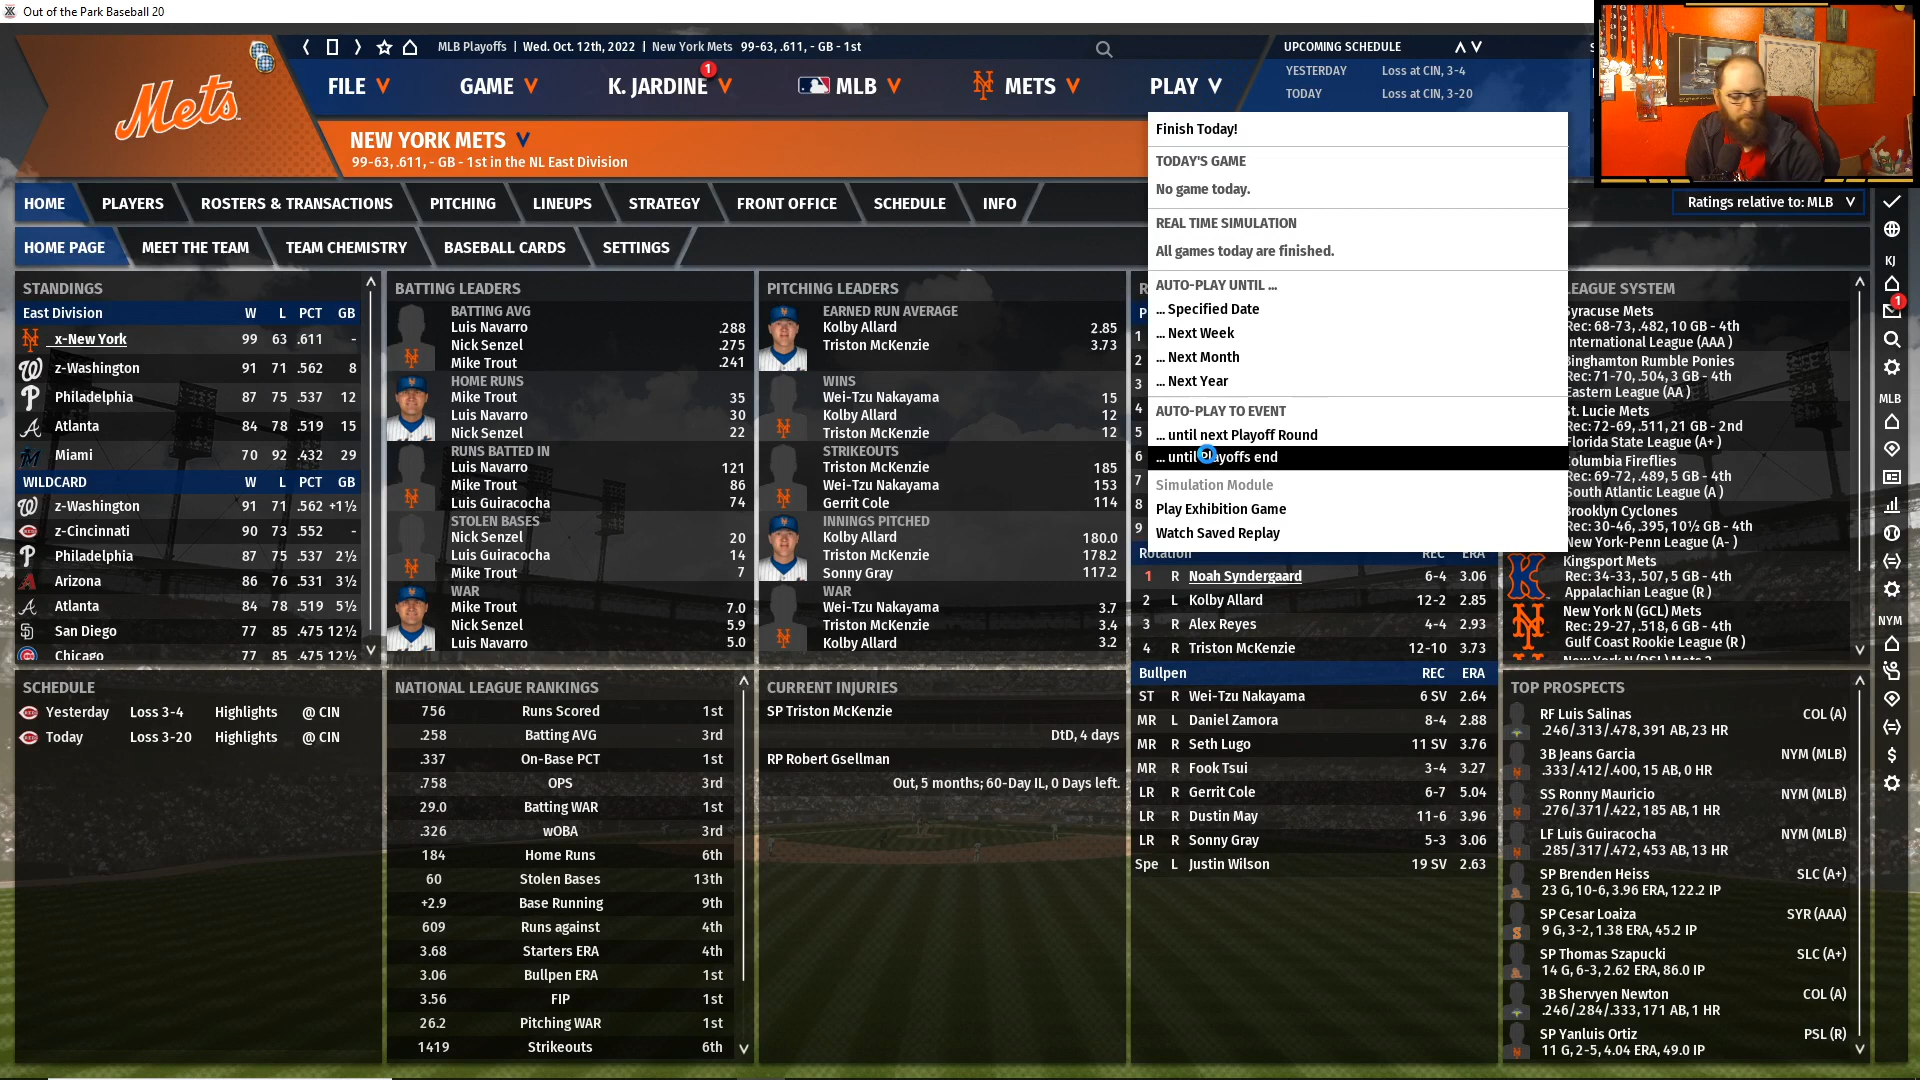 Out of the Park Baseball 20
MLB Playoffs | Wed. Oct. 12th, 2022 | New York Mets 99-63, .611, - GB - 1st
UPCOMING SCHEDULE
YESTERDAY Loss at CIN, 3-4
TODAY Loss at CIN, 3-20
Mets
FILE GAME K. JARDINE 1 MLB METS PLAY
NEW YORK METS
99-63, .611, - GB - 1st in the NL East Division
HOME PLAYERS ROSTERS & TRANSACTIONS PITCHING LINEUPS STRATEGY FRONT OFFICE SCHEDULE INFO
Ratings relative to: MLB
HOME PAGE MEET THE TEAM TEAM CHEMISTRY BASEBALL CARDS SETTINGS
Finish Today!
TODAY'S GAME
No game today.
REAL TIME SIMULATION
All games today are finished.
AUTO-PLAY UNTIL ...
... Specified Date
... Next Week
... Next Month
... Next Year
AUTO-PLAY TO EVENT
... until next Playoff Round
... until Playoffs end
Simulation Module
Play Exhibition Game
Watch Saved Replay
STANDINGS
East Division W L PCT GB
x-New York 99 63 .611 -
z-Washington 91 71 .562 8
Philadelphia 87 75 .537 12
Atlanta 84 78 .519 15
Miami 70 92 .432 29
WILDCARD W L PCT GB
z-Washington 91 71 .562 +1½
z-Cincinnati 90 73 .552 -
Philadelphia 87 75 .537 2½
Arizona 86 76 .531 3½
Atlanta 84 78 .519 5½
San Diego 77 85 .475 12½
Chicago 77 85 .475 12½
BATTING LEADERS
BATTING AVG
Luis Navarro .288
Nick Senzel .275
Mike Trout .241
HOME RUNS
Mike Trout 35
Luis Navarro 30
Nick Senzel 22
RUNS BATTED IN
Luis Navarro 121
Mike Trout 86
Luis Guiracocha 74
STOLEN BASES
Nick Senzel 20
Luis Guiracocha 14
Mike Trout 7
WAR
Mike Trout 7.0
Nick Senzel 5.9
Luis Navarro 5.0
PITCHING LEADERS
EARNED RUN AVERAGE
Kolby Allard 2.85
Triston McKenzie 3.73
WINS
Wei-Tzu Nakayama 15
Kolby Allard 12
Triston McKenzie 12
STRIKEOUTS
Triston McKenzie 185
Wei-Tzu Nakayama 153
Gerrit Cole 114
INNINGS PITCHED
Kolby Allard 180.0
Triston McKenzie 178.2
Sonny Gray 117.2
WAR
Wei-Tzu Nakayama 3.7
Triston McKenzie 3.4
Kolby Allard 3.2
R
P
1
2
3
4
5
6
7
8
9
Rotation REC ERA
1 R Noah Syndergaard 6-4 3.06
2 L Kolby Allard 12-2 2.85
3 R Alex Reyes 4-4 2.93
4 R Triston McKenzie 12-10 3.73
Bullpen REC ERA
ST R Wei-Tzu Nakayama 6 SV 2.64
MR L Daniel Zamora 8-4 2.88
MR R Seth Lugo 11 SV 3.76
MR R Fook Tsui 3-4 3.27
LR R Gerrit Cole 6-7 5.04
LR R Dustin May 11-6 3.96
LR R Sonny Gray 5-3 3.06
Spe L Justin Wilson 19 SV 2.63
LEAGUE SYSTEM
Syracuse Mets
Rec: 68-73, .482, 10 GB - 4th
International League (AAA )
Binghamton Rumble Ponies
Rec: 71-70, .504, 3 GB - 4th
Eastern League (AA )
St. Lucie Mets
Rec: 72-69, .511, 21 GB - 2nd
Florida State League (A+ )
Columbia Fireflies
Rec: 69-72, .489, 5 GB - 4th
South Atlantic League (A )
Brooklyn Cyclones
Rec: 30-46, .395, 10½ GB - 4th
New York-Penn League (A- )
Kingsport Mets
Rec: 34-33, .507, 5 GB - 4th
Appalachian League (R )
New York N (GCL) Mets
Rec: 29-27, .518, 6 GB - 4th
Gulf Coast Rookie League (R )
New York N (DSL) Mets 2
KJ
1
MLB
NYM
SCHEDULE
Yesterday Loss 3-4 Highlights @ CIN
Today Loss 3-20 Highlights @ CIN
NATIONAL LEAGUE RANKINGS
756 Runs Scored 1st
.258 Batting AVG 3rd
.337 On-Base PCT 1st
.758 OPS 3rd
29.0 Batting WAR 1st
.326 wOBA 3rd
184 Home Runs 6th
60 Stolen Bases 13th
+2.9 Base Running 9th
609 Runs against 4th
3.68 Starters ERA 4th
3.06 Bullpen ERA 1st
3.56 FIP 1st
26.2 Pitching WAR 1st
1419 Strikeouts 6th
CURRENT INJURIES
SP Triston McKenzie
DtD, 4 days
RP Robert Gsellman
Out, 5 months; 60-Day IL, 0 Days left.
TOP PROSPECTS
RF Luis Salinas COL (A)
.246/.313/.478, 391 AB, 23 HR
3B Jeans Garcia NYM (MLB)
.333/.412/.400, 15 AB, 0 HR
SS Ronny Mauricio NYM (MLB)
.276/.371/.422, 185 AB, 1 HR
LF Luis Guiracocha NYM (MLB)
.285/.317/.472, 453 AB, 13 HR
SP Brenden Heiss SLC (A+)
23 G, 10-6, 3.96 ERA, 122.2 IP
SP Cesar Loaiza SYR (AAA)
9 G, 3-2, 1.38 ERA, 45.2 IP
SP Thomas Szapucki SLC (A+)
14 G, 6-3, 2.62 ERA, 86.0 IP
3B Shervyen Newton COL (A)
.246/.284/.333, 171 AB, 1 HR
SP Yanluis Ortiz PSL (R)
11 G, 2-5, 4.04 ERA, 49.0 IP